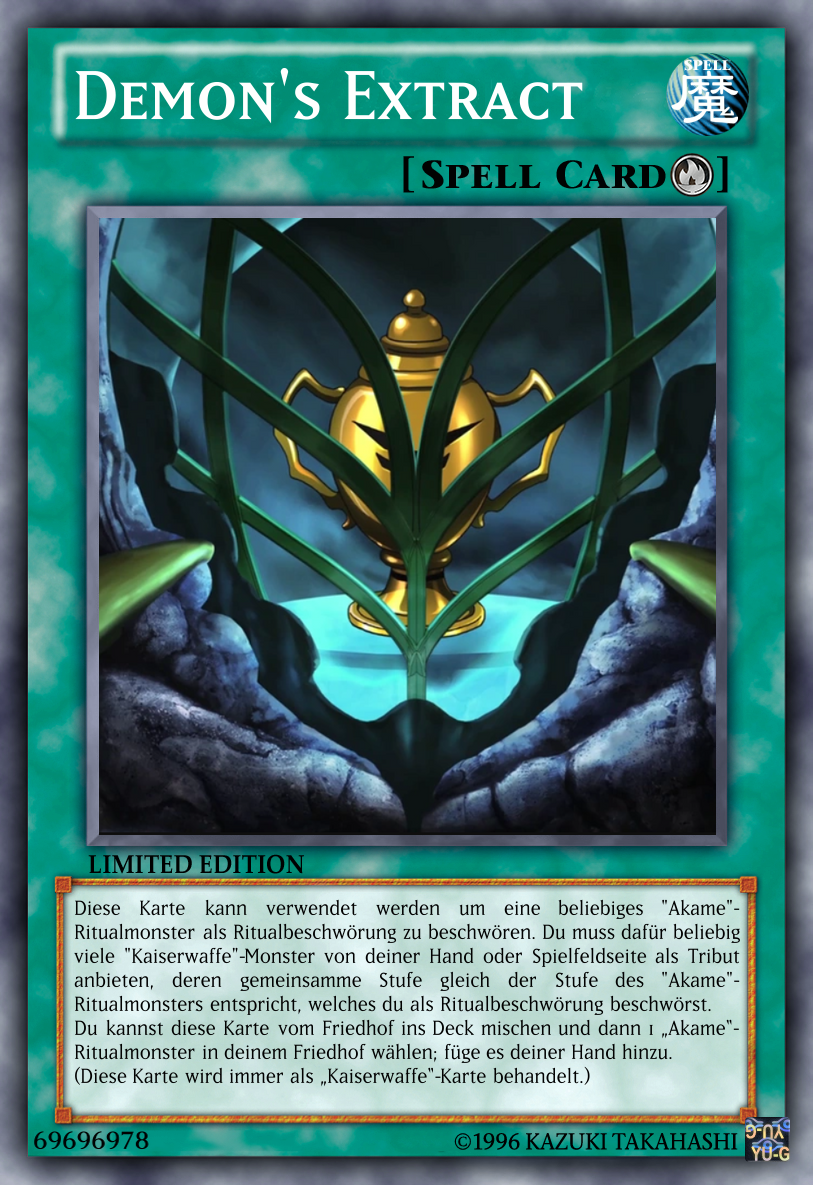 Demon's Extract
SPELL
魔
[Spell Card]
LIMITED EDITION
Diese Karte kann verwendet werden um eine beliebiges "Akame"-
Ritualmonster als Ritualbeschwörung zu beschwören. Du muss dafür beliebig
viele "Kaiserwaffe"-Monster von deiner Hand oder Spielfeldseite als Tribut
anbieten, deren gemeinsamme Stufe gleich der Stufe des "Akame"-
Ritualmonsters entspricht, welches du als Ritualbeschwörung beschwörst.
Du kannst diese Karte vom Friedhof ins Deck mischen und dann 1 „Akame“-
Ritualmonster in deinem Friedhof wählen; füge es deiner Hand hinzu.
(Diese Karte wird immer als „Kaiserwaffe“-Karte behandelt.)
69696978
©1996 KAZUKI TAKAHASHI
YU-G
YU-G